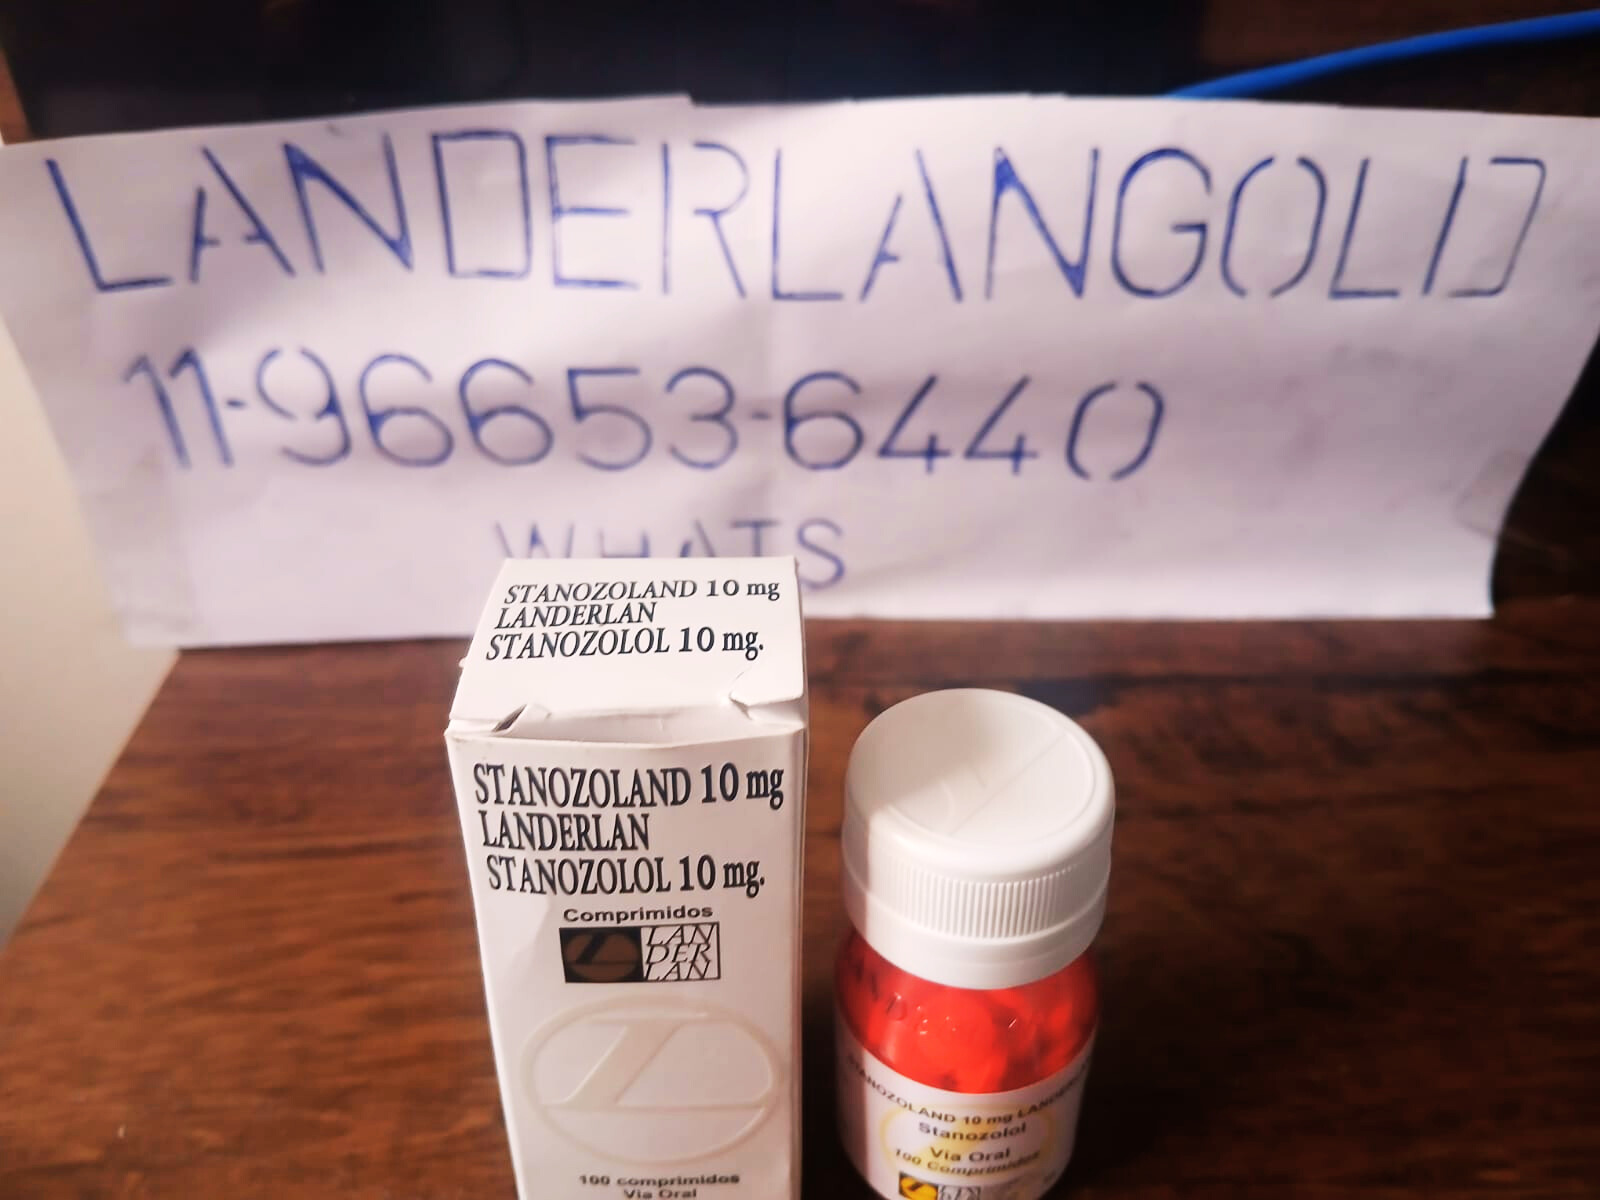 LANDERLANGOLD
11-96653-6440
WHATS
STANOZOLAND 10 mg
LANDERLAN
STANOZOLOL 10 mg.
STANOZOLAND 10 mg
LANDERLAN
STANOZOLOL 10 mg.
Comprimidos
LAN
DER
LAN
100 comprimidos
Via Oral
STANOZOLAND 10 mg LANDERLAN
Stanozolol
Via Oral
100 Comprimidos